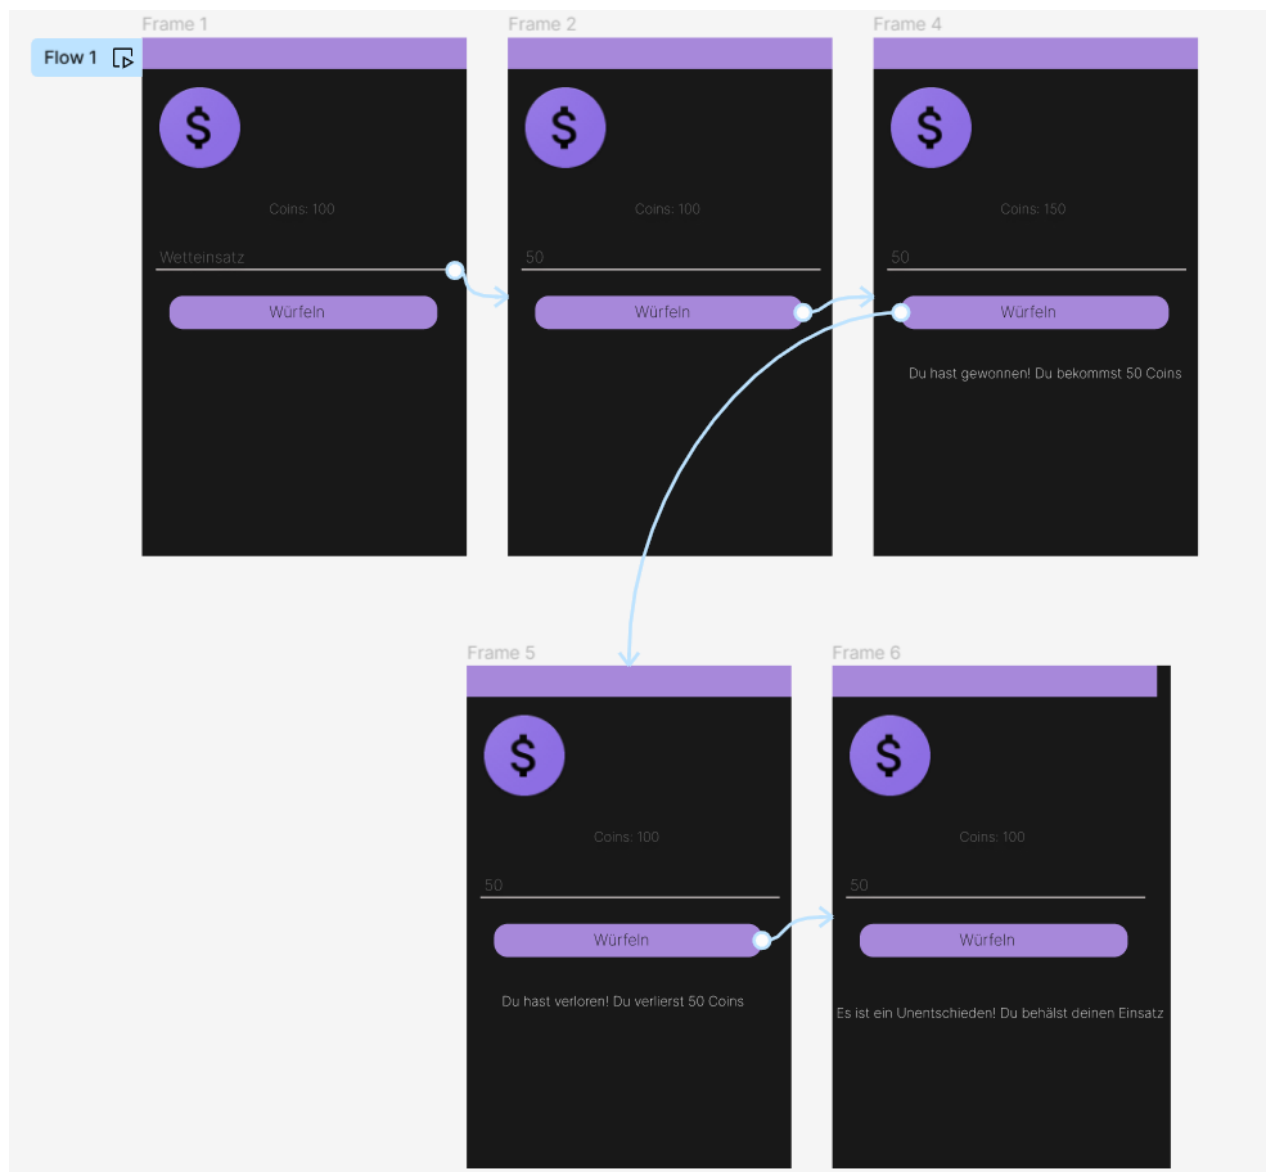 Frame 1
Frame 2
Frame 4
Flow 1
$
$
$
Coins: 100
Coins: 100
Coins: 150
Wetteinsatz
50
50
Würfeln
Würfeln
Würfeln
Du hast gewonnen! Du bekommst 50 Coins
Frame 5
Frame 6
$
$
Coins: 100
Coins: 100
50
50
Würfeln
Würfeln
Du hast verloren! Du verlierst 50 Coins
Es ist ein Unentschieden! Du behälst deinen Einsatz